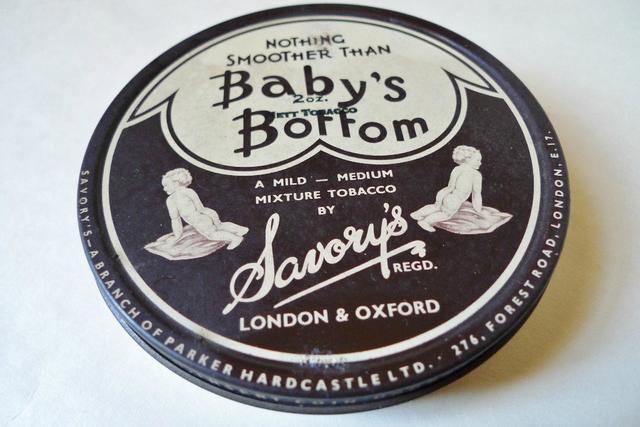 NOTHING
SMOOTHER THAN
Baby's
2 oz.
NETT TOBACCO
Bottom
A MILD — MEDIUM
MIXTURE TOBACCO
BY
Savory's
REGD.
LONDON & OXFORD
SAVORY'S — A BRANCH OF PARKER HARDCASTLE LTD. · 276, FOREST ROAD, LONDON, E.17.